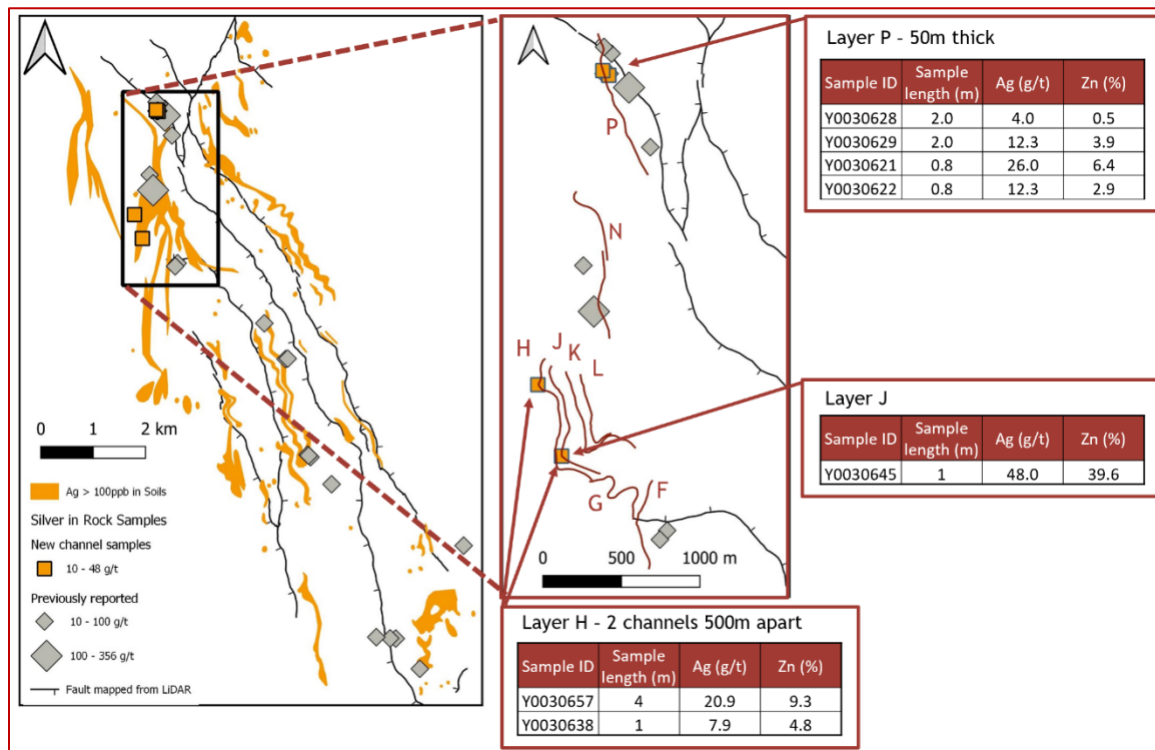 0 1 2 km
Ag > 100ppb in Soils
Silver in Rock Samples
New channel samples
10 - 48 g/t
Previously reported
10 - 100 g/t
100 - 356 g/t
Fault mapped from LiDAR
P
N
H
J
K
L
G
F
0 500 1000 m
Layer P - 50m thick
Sample ID Sample length (m) Ag (g/t) Zn (%)
Y0030628 2.0 4.0 0.5
Y0030629 2.0 12.3 3.9
Y0030621 0.8 26.0 6.4
Y0030622 0.8 12.3 2.9
Layer J
Sample ID Sample length (m) Ag (g/t) Zn (%)
Y0030645 1 48.0 39.6
Layer H - 2 channels 500m apart
Sample ID Sample length (m) Ag (g/t) Zn (%)
Y0030657 4 20.9 9.3
Y0030638 1 7.9 4.8